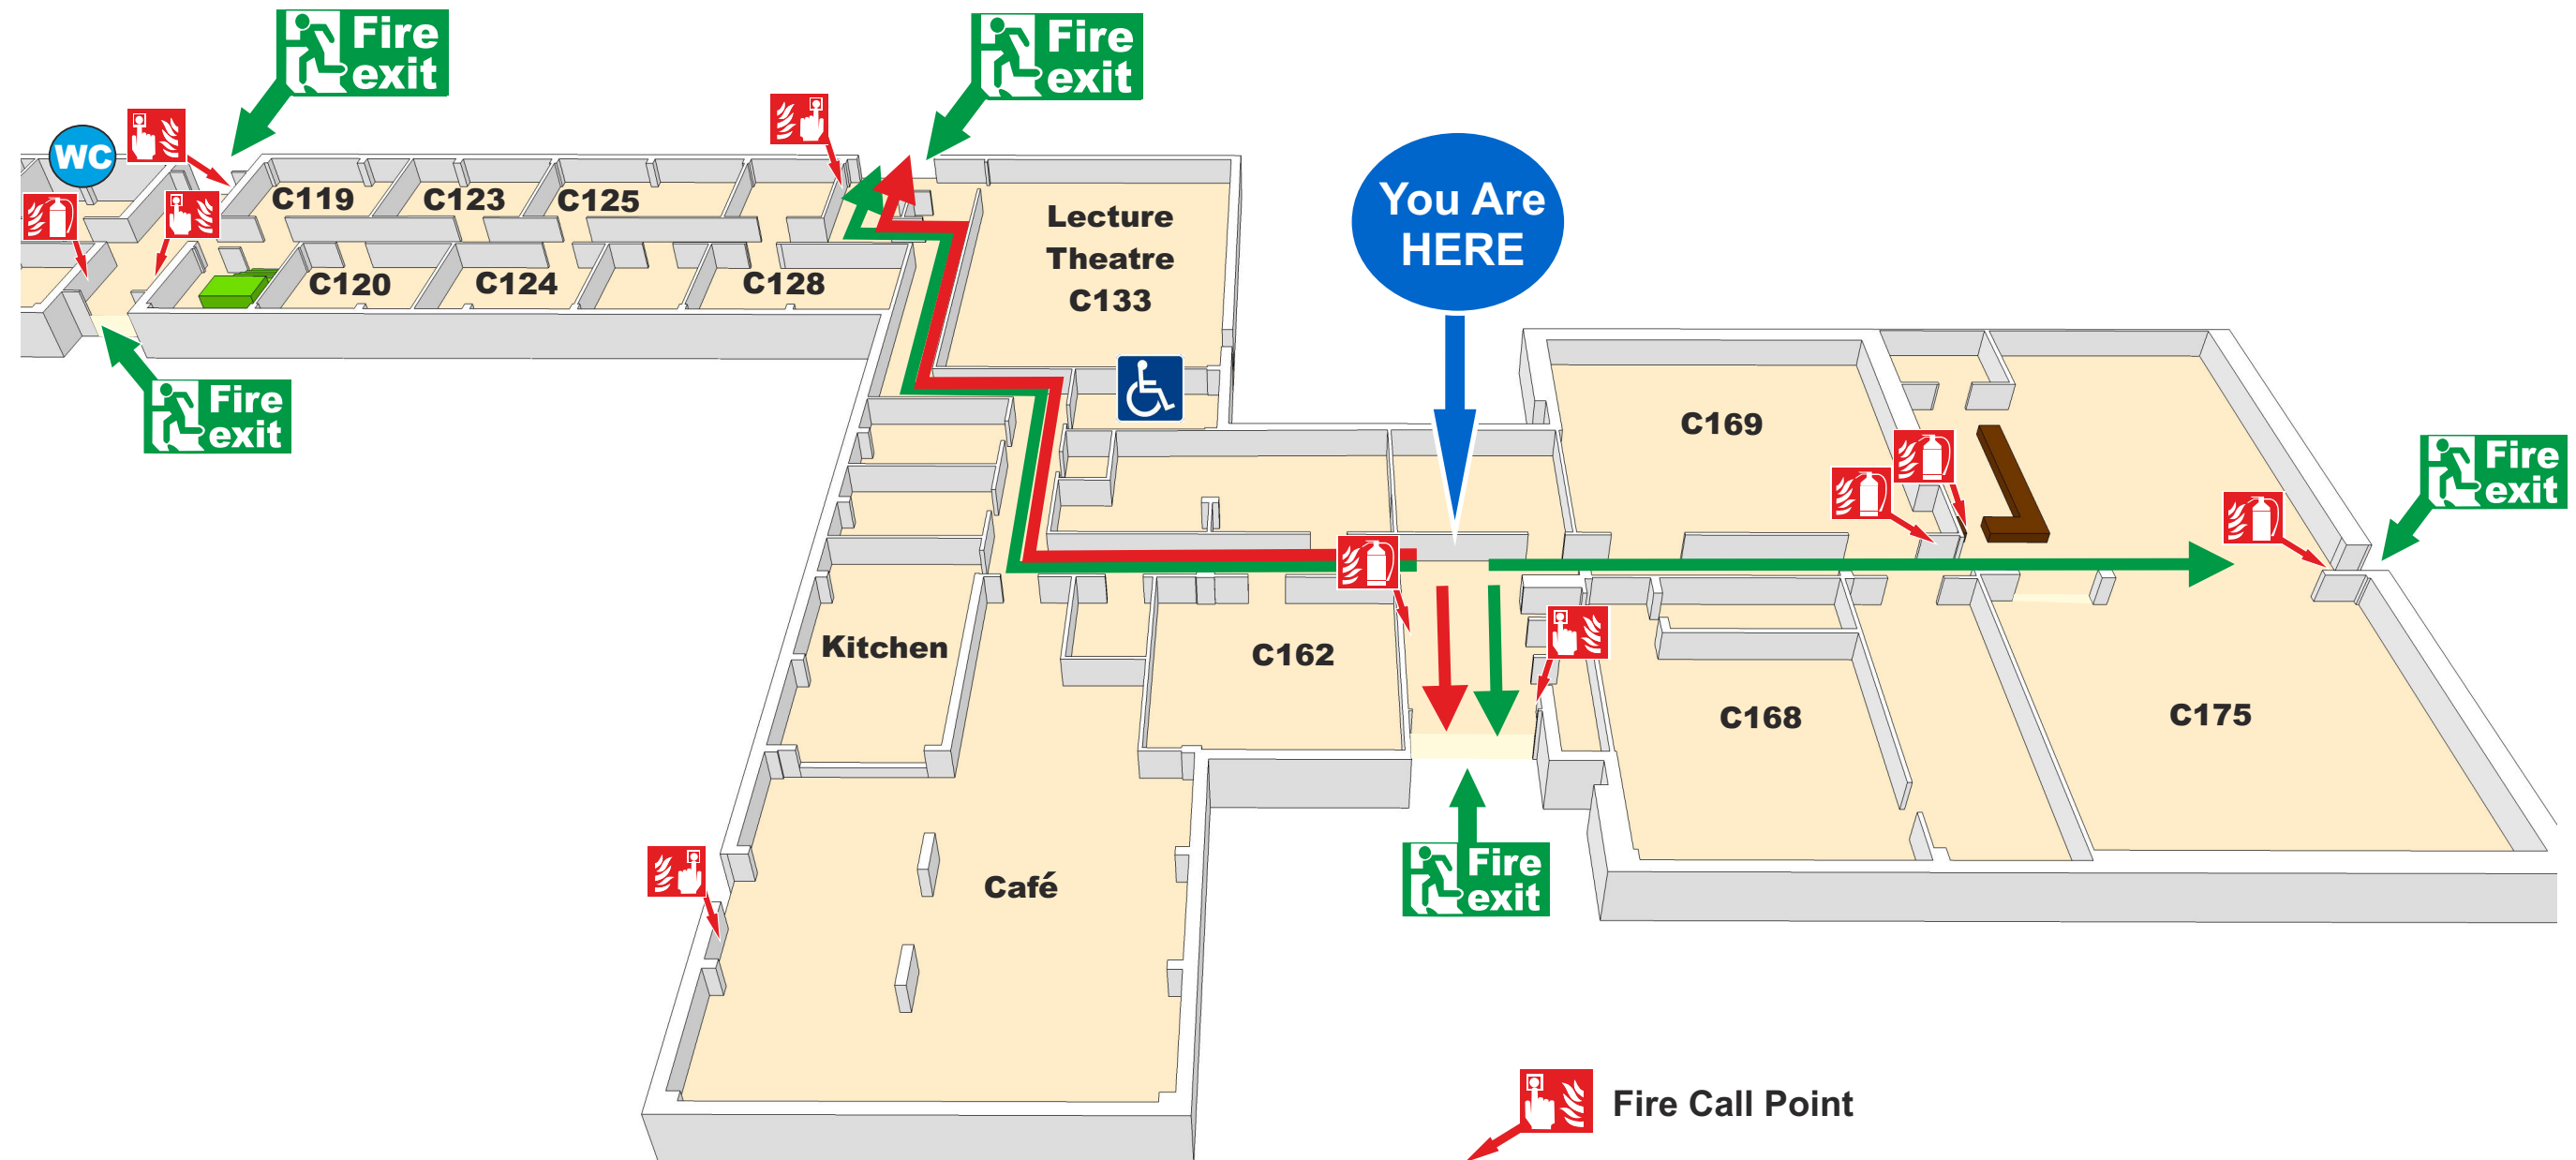 Fire
exit
Fire
exit
WC
C119
C123
C125
Lecture
Theatre
C133
You Are
HERE
C120
C124
C128
Fire
exit
C169
Fire
exit
Kitchen
C162
C168
C175
Café
Fire
exit
Fire Call Point